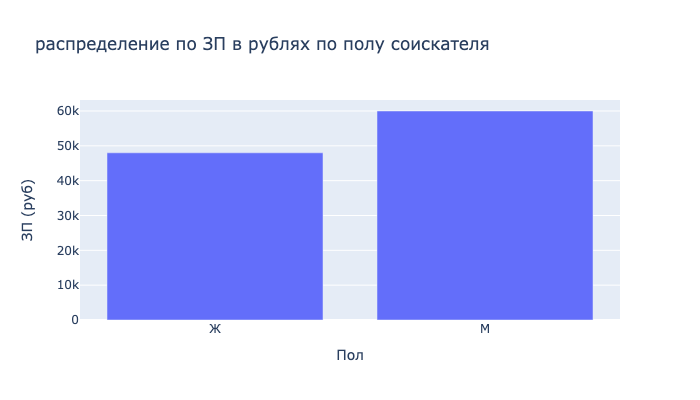 распределение по ЗП в рублях по полу соискателя
60k
50k
40k
30k
20k
10k
0
ЗП (руб)
Ж
М
Пол